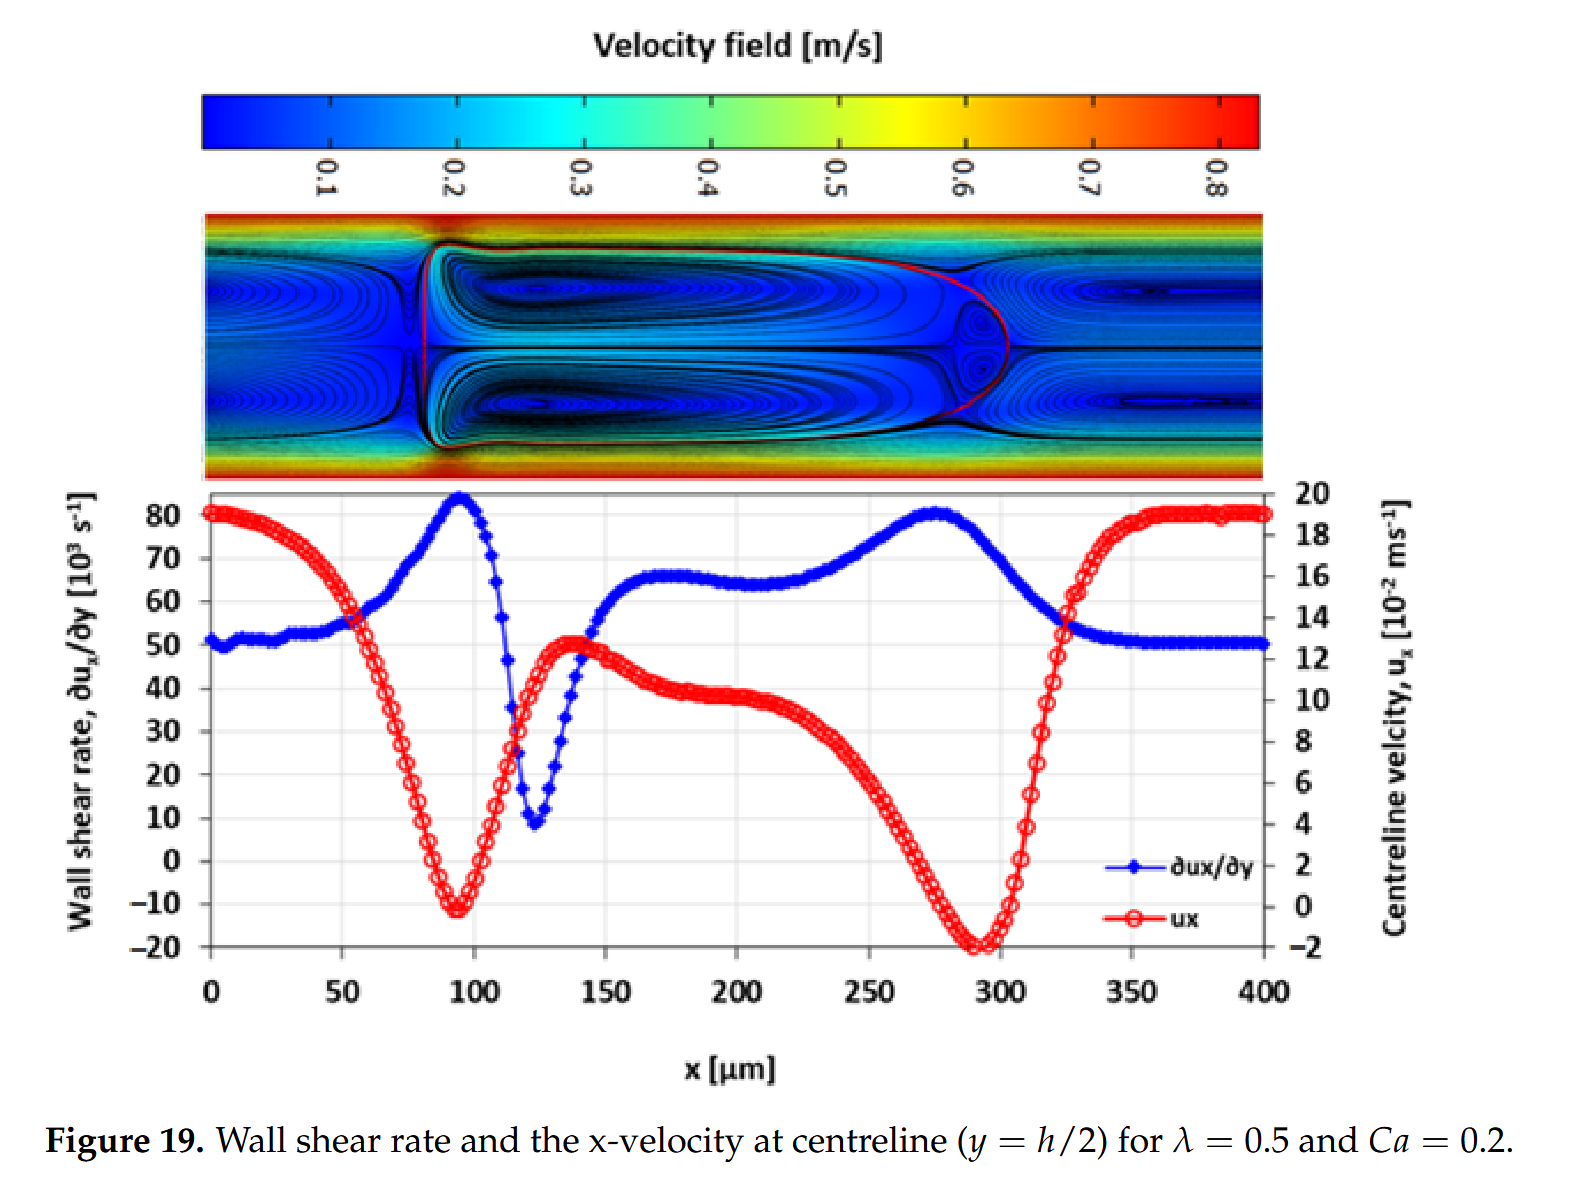 Velocity field [m/s]
0.1 0.2 0.3 0.4 0.5 0.6 0.7 0.8
Wall shear rate, ∂uₓ/∂y [10³ s⁻¹]
80
70
60
50
40
30
20
10
0
–10
–20
20
18
16
14
12
10
8
6
4
2
0
–2
Centreline velcity, uₓ [10⁻² ms⁻¹]
∂ux/∂y
ux
0 50 100 150 200 250 300 350 400
x [μm]
Figure 19. Wall shear rate and the x-velocity at centreline (y = h/2) for λ = 0.5 and Ca = 0.2.